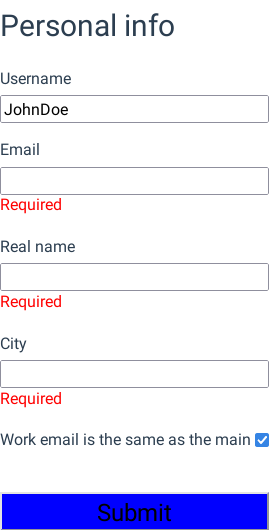 Personal info
Username
JohnDoe
Email
Required
Real name
Required
City
Required
Work email is the same as the main
Submit